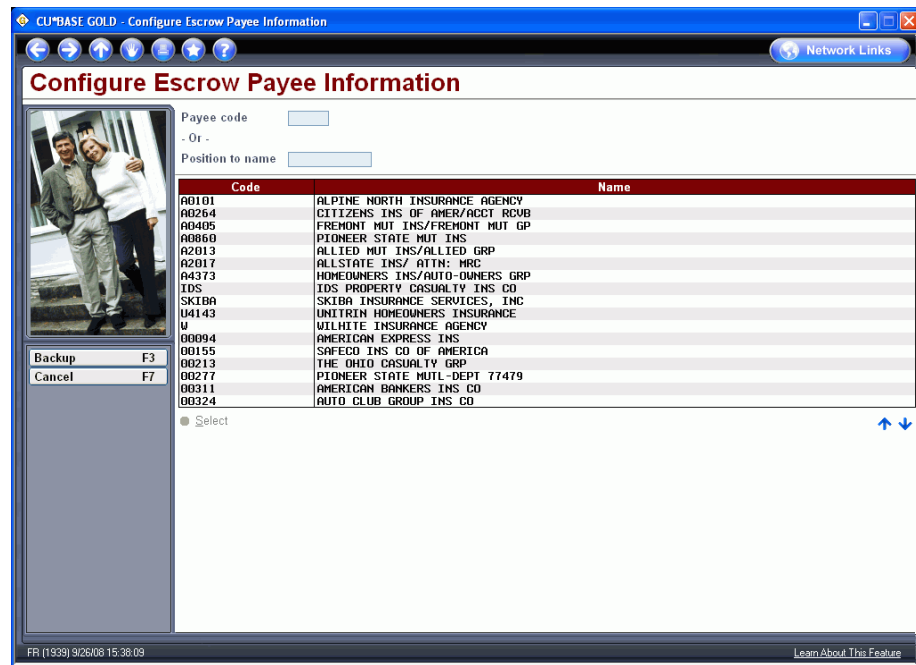 CU*BASE GOLD - Configure Escrow Payee Information
Network Links
Configure Escrow Payee Information
Payee code
- Or -
Position to name
Code Name
A0101 ALPINE NORTH INSURANCE AGENCY
A0264 CITIZENS INS OF AMER/ACCT RCVB
A0405 FREMONT MUT INS/FREMONT MUT GP
A0860 PIONEER STATE MUT INS
A2013 ALLIED MUT INS/ALLIED GRP
A2017 ALLSTATE INS/ ATTN: MRC
A4373 HOMEOWNERS INS/AUTO-OWNERS GRP
IDS IDS PROPERTY CASUALTY INS CO
SKIBA SKIBA INSURANCE SERVICES, INC
U4143 UNITRIN HOMEOWNERS INSURANCE
W WILHITE INSURANCE AGENCY
00094 AMERICAN EXPRESS INS
00155 SAFECO INS CO OF AMERICA
00213 THE OHIO CASUALTY GRP
00277 PIONEER STATE MUTL-DEPT 77479
00311 AMERICAN BANKERS INS CO
00324 AUTO CLUB GROUP INS CO
Backup F3
Cancel F7
Select
FR (1939) 9/26/08 15:38:09
Learn About This Feature